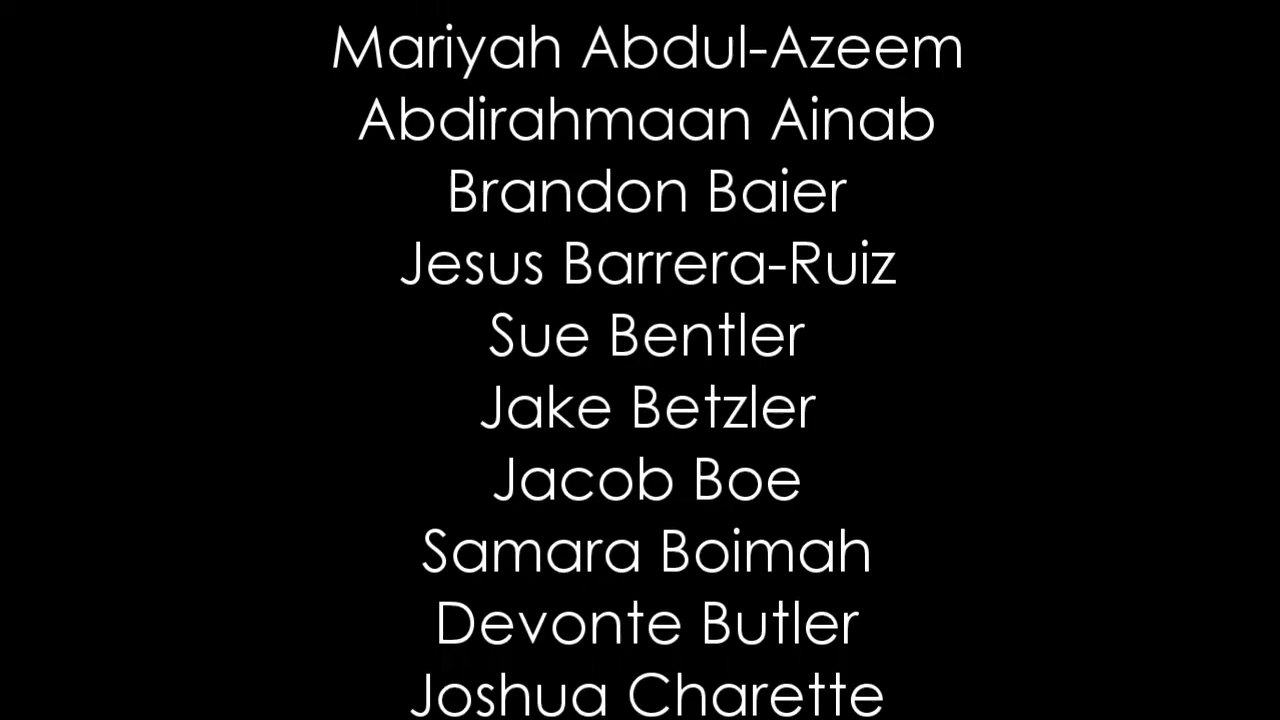 Mariyah Abdul-Azeem
Abdirahmaan Ainab
Brandon Baier
Jesus Barrera-Ruiz
Sue Bentler
Jake Betzler
Jacob Boe
Samara Boimah
Devonte Butler
Joshua Charette